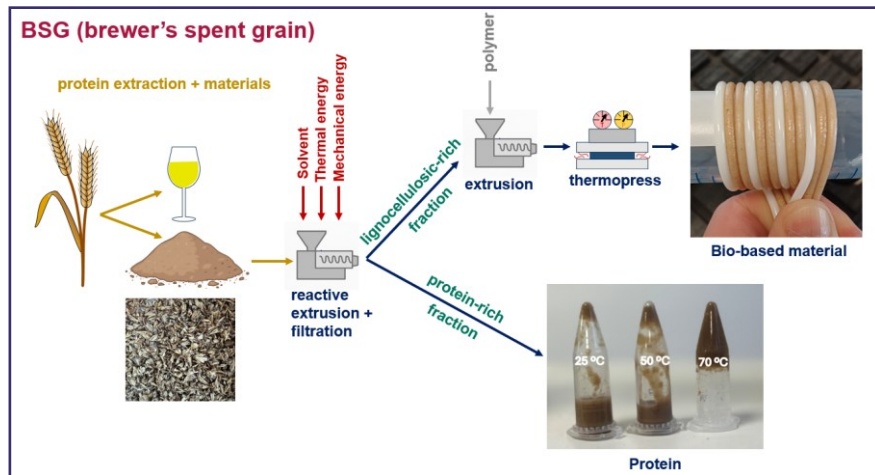 BSG (brewer's spent grain)
protein extraction + materials
Solvent
Thermal energy
Mechanical energy
reactive
extrusion +
filtration
lignocellulosic-rich
fraction
polymer
extrusion
thermopress
Bio-based material
protein-rich
fraction
25 ºC
50 ºC
70 ºC
Protein